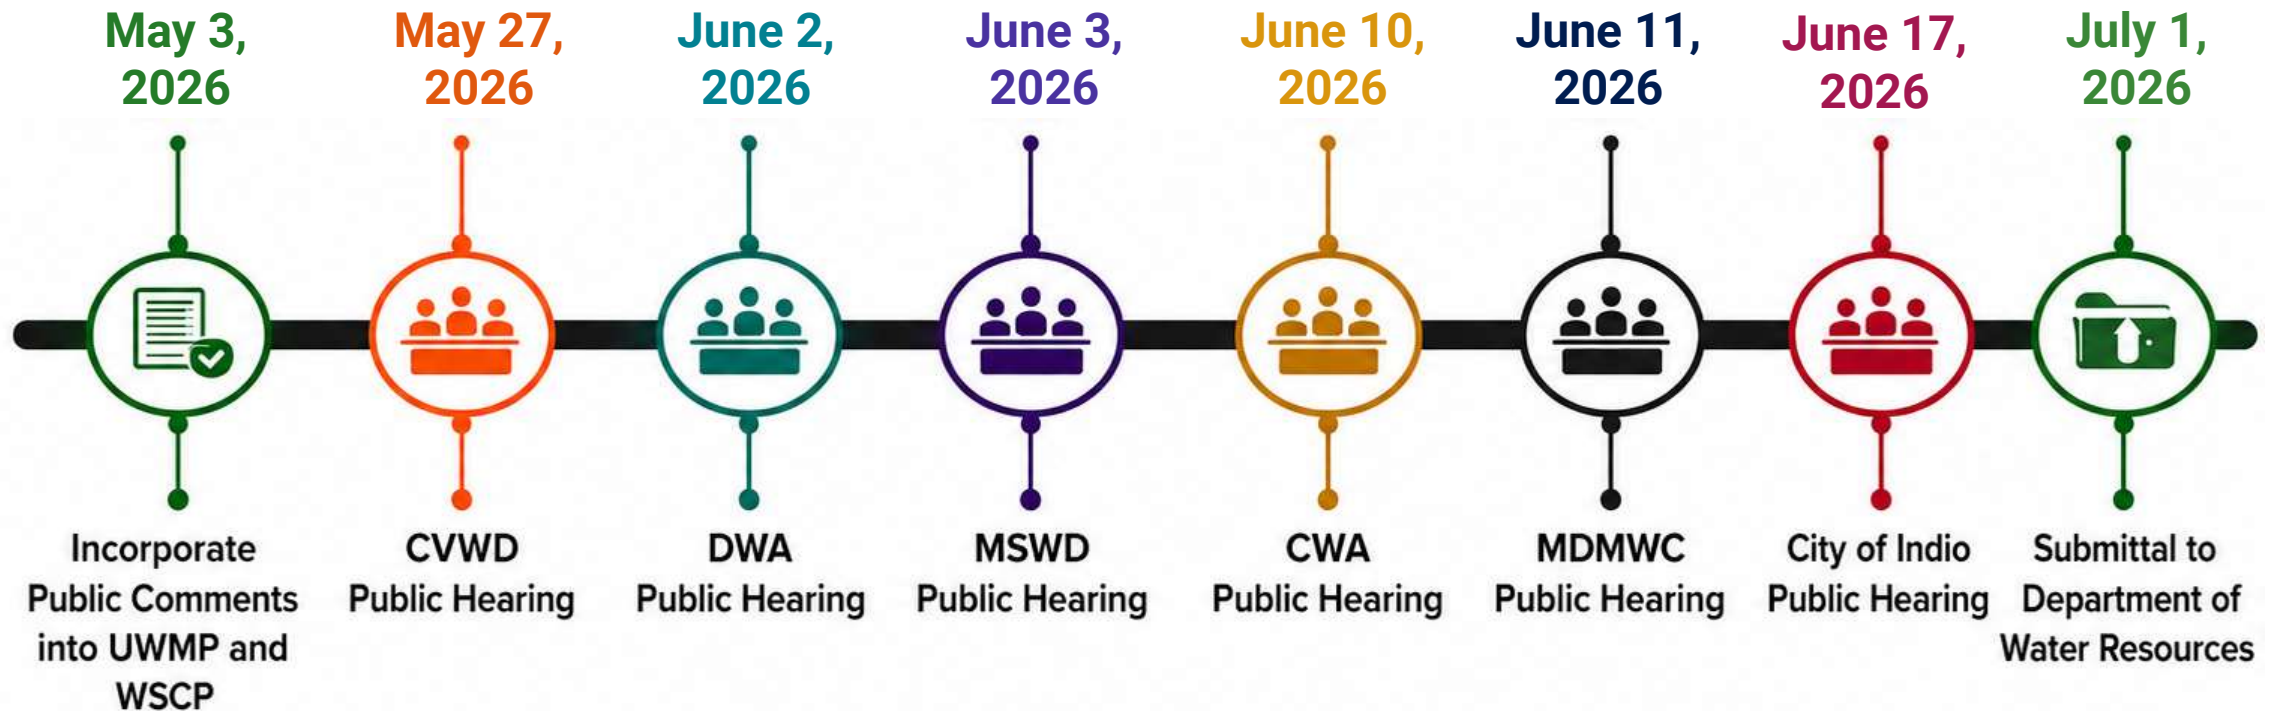 May 3,
2026
May 27,
2026
June 2,
2026
June 3,
2026
June 10,
2026
June 11,
2026
June 17,
2026
July 1,
2026
Incorporate
Public Comments
into UWMP and
WSCP
CVWD
Public Hearing
DWA
Public Hearing
MSWD
Public Hearing
CWA
Public Hearing
MDMWC
Public Hearing
City of Indio
Public Hearing
Submittal to
Department of
Water Resources